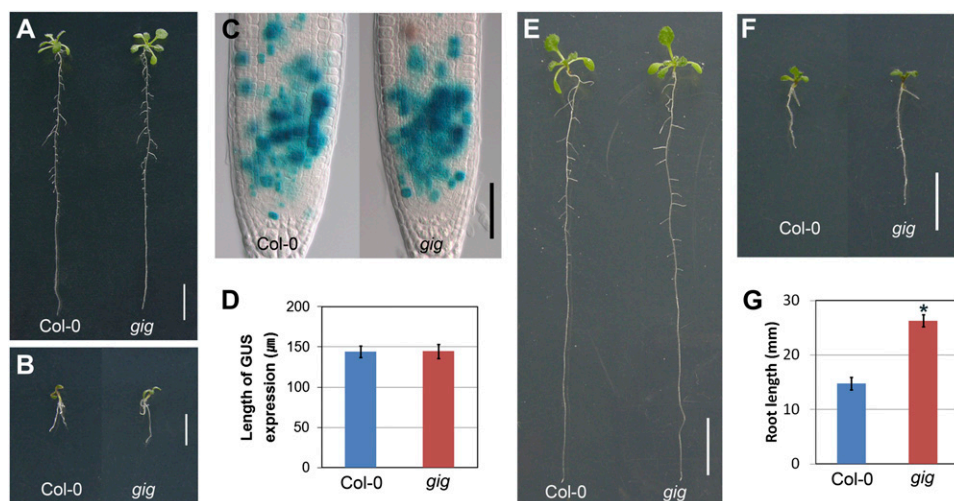 A
Col-0 gig
B
Col-0 gig
C
Col-0 gig
D
Length of GUS
expression (㎛)
200
150
100
50
0
Col-0 gig
E
Col-0 gig
F
Col-0 gig
G
Root length (mm)
30
20
10
0
*
Col-0 gig